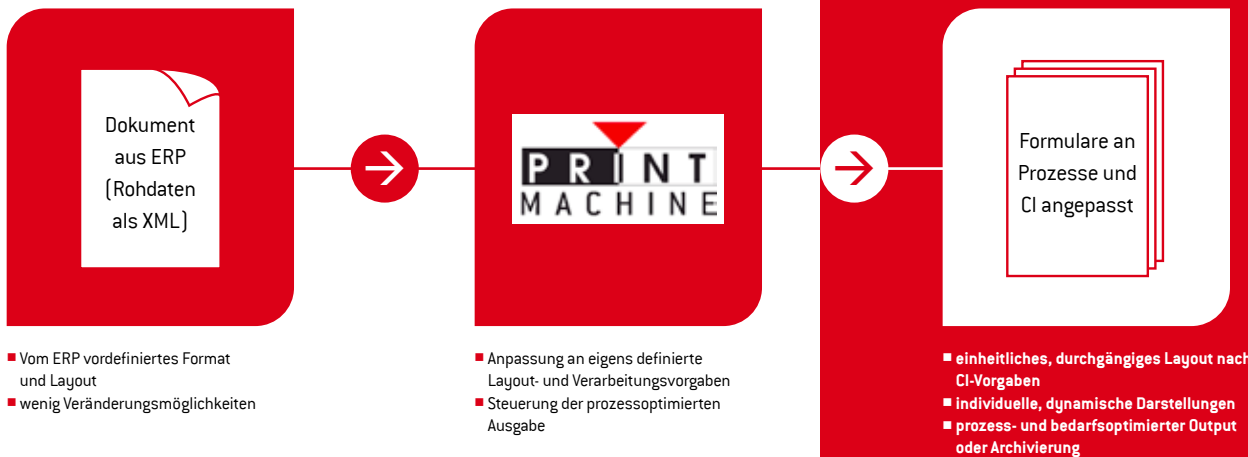 Dokument
aus ERP
(Rohdaten
als XML)
PRINT
MACHINE
Formulare an
Prozesse und
CI angepasst
■ Vom ERP vordefiniertes Format
und Layout
■ wenig Veränderungsmöglichkeiten
■ Anpassung an eigens definierte
Layout- und Verarbeitungsvorgaben
■ Steuerung der prozessoptimierten
Ausgabe
■ einheitliches, durchgängiges Layout nach
CI-Vorgaben
■ individuelle, dynamische Darstellungen
■ prozess- und bedarfsoptimierter Output
oder Archivierung